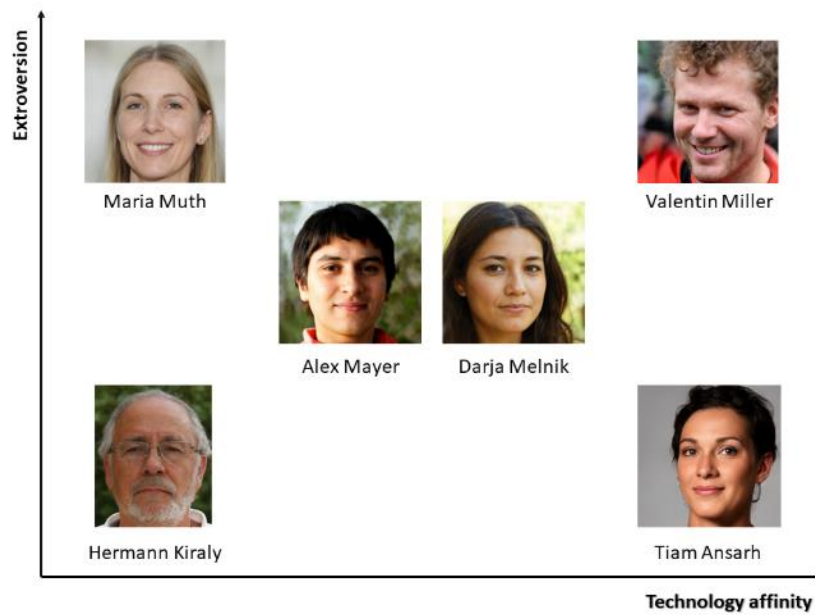 Extroversion
Maria Muth
Valentin Miller
Alex Mayer
Darja Melnik
Hermann Kiraly
Tiam Ansarh
Technology affinity